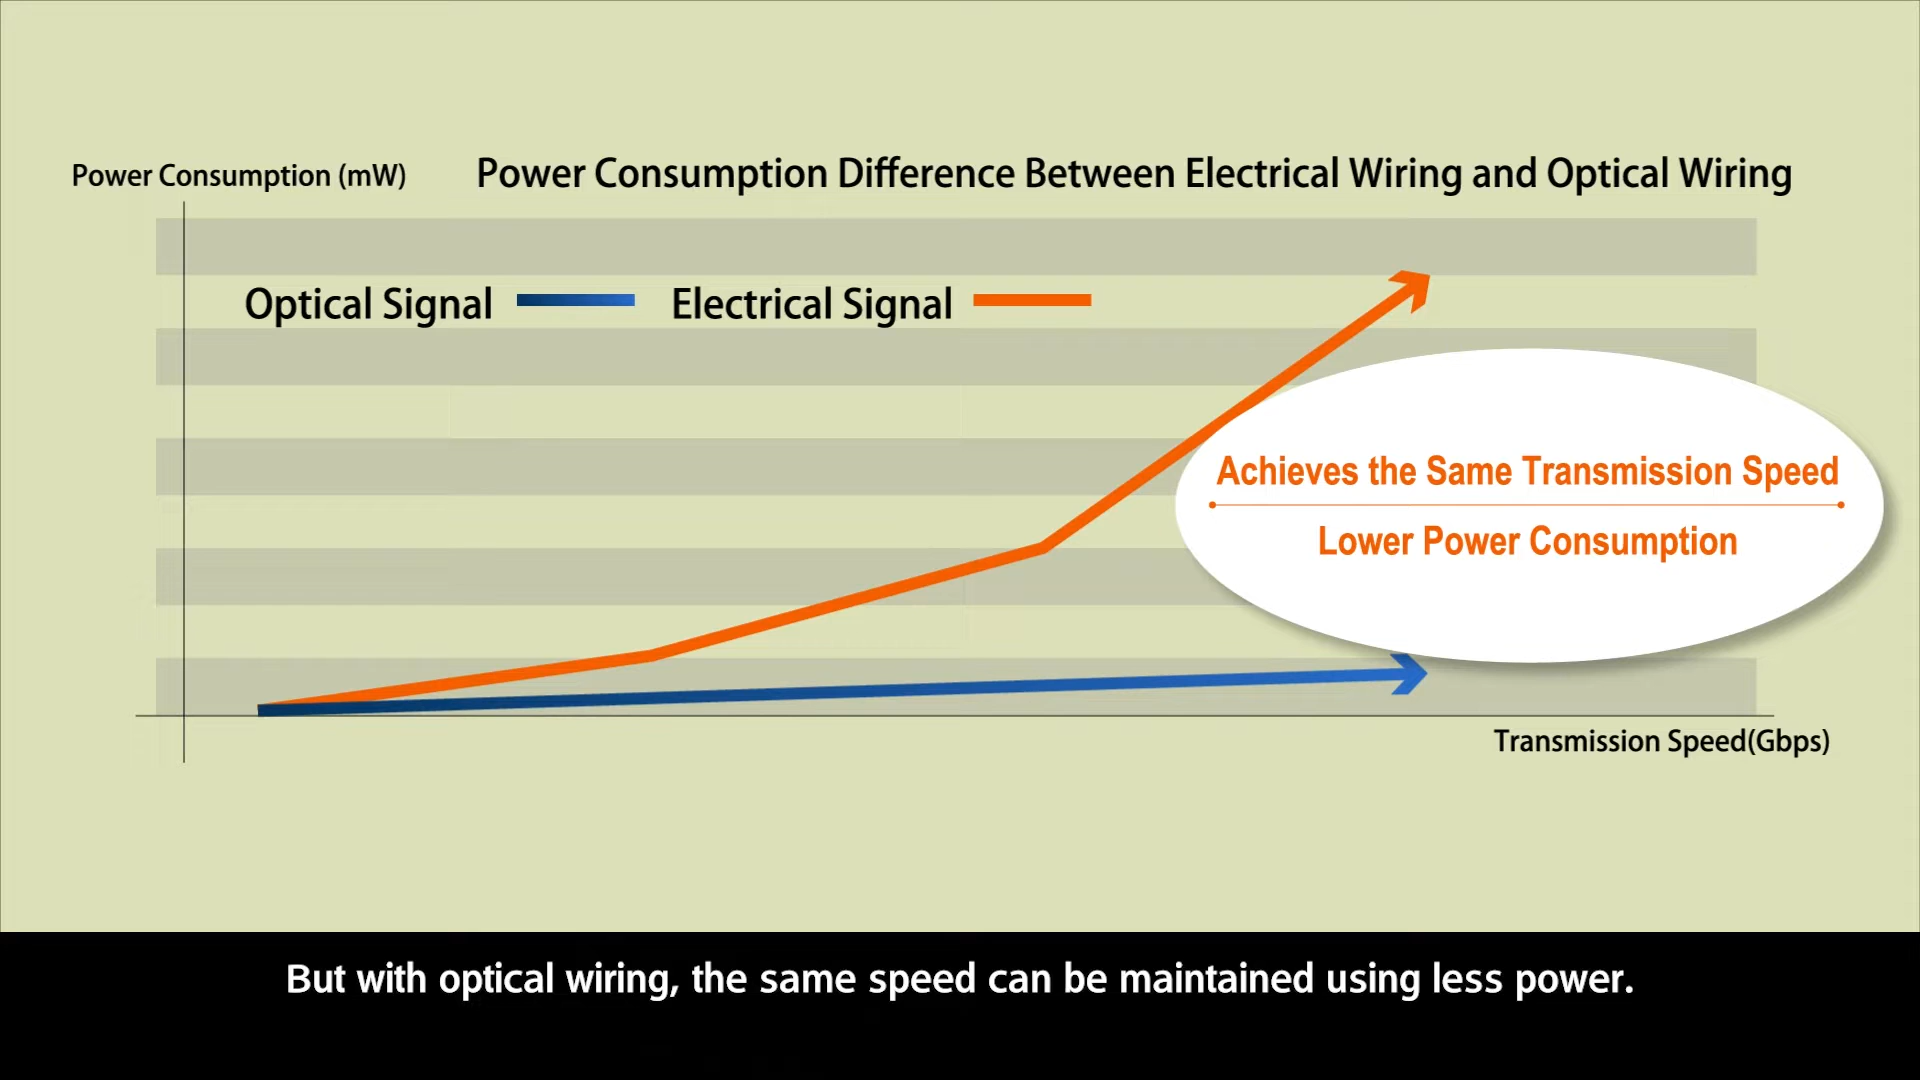 Power Consumption (mW)
Power Consumption Difference Between Electrical Wiring and Optical Wiring
Optical Signal
Electrical Signal
Achieves the Same Transmission Speed
Lower Power Consumption
Transmission Speed(Gbps)
But with optical wiring, the same speed can be maintained using less power.